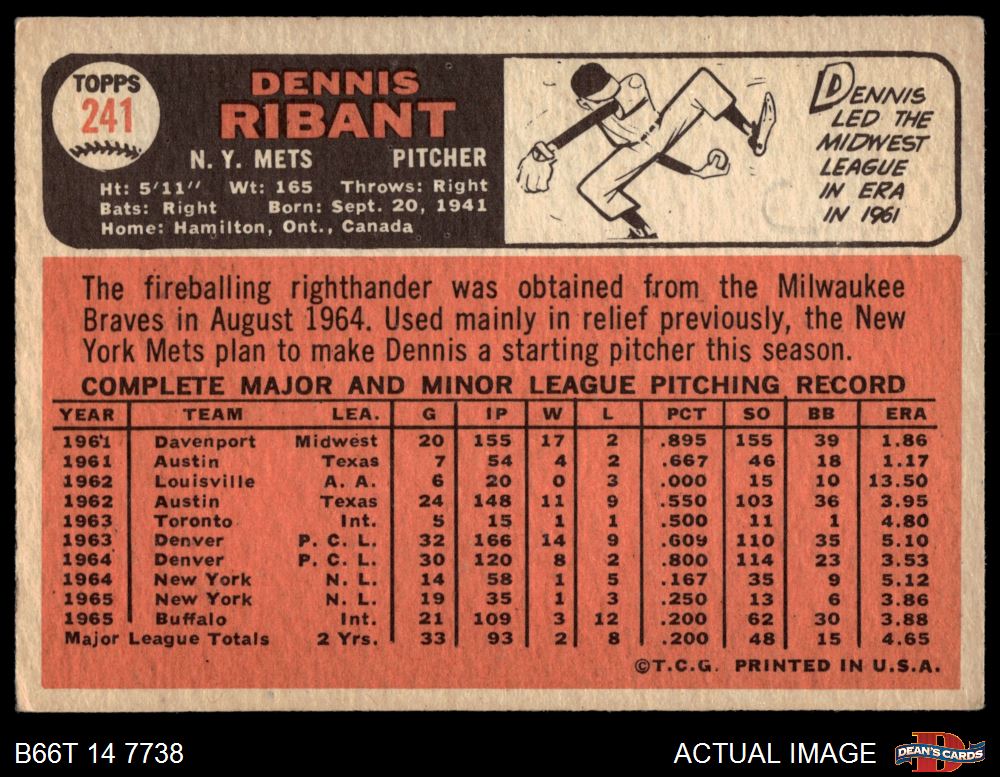 TOPPS
241
DENNIS
RIBANT
N. Y. METS PITCHER
Ht: 5'11" Wt: 165 Throws: Right
Bats: Right Born: Sept. 20, 1941
Home: Hamilton, Ont., Canada
DENNIS
LED THE
MIDWEST
LEAGUE
IN ERA
IN 1961
The fireballing righthander was obtained from the Milwaukee
Braves in August 1964. Used mainly in relief previously, the New
York Mets plan to make Dennis a starting pitcher this season.
COMPLETE MAJOR AND MINOR LEAGUE PITCHING RECORD
YEAR TEAM LEA. G IP W L PCT SO BB ERA
1961 Davenport Midwest 20 155 17 2 .895 155 39 1.86
1961 Austin Texas 7 54 4 2 .667 46 18 1.17
1962 Louisville A. A. 6 20 0 3 .000 15 10 13.50
1962 Austin Texas 24 148 11 9 .550 103 36 3.95
1963 Toronto Int. 5 15 1 1 .500 11 1 4.80
1963 Denver P. C. L. 32 166 14 9 .609 110 35 5.10
1964 Denver P. C. L. 30 120 8 2 .800 114 23 3.53
1964 New York N. L. 14 58 1 5 .167 35 9 5.12
1965 New York N. L. 19 35 1 3 .250 13 6 3.86
1965 Buffalo Int. 21 109 3 12 .200 62 30 3.88
Major League Totals 2 Yrs. 33 93 2 8 .200 48 15 4.65
©T.C.G. PRINTED IN U.S.A.
B66T 14 7738
ACTUAL IMAGE
D
DEAN'S CARDS